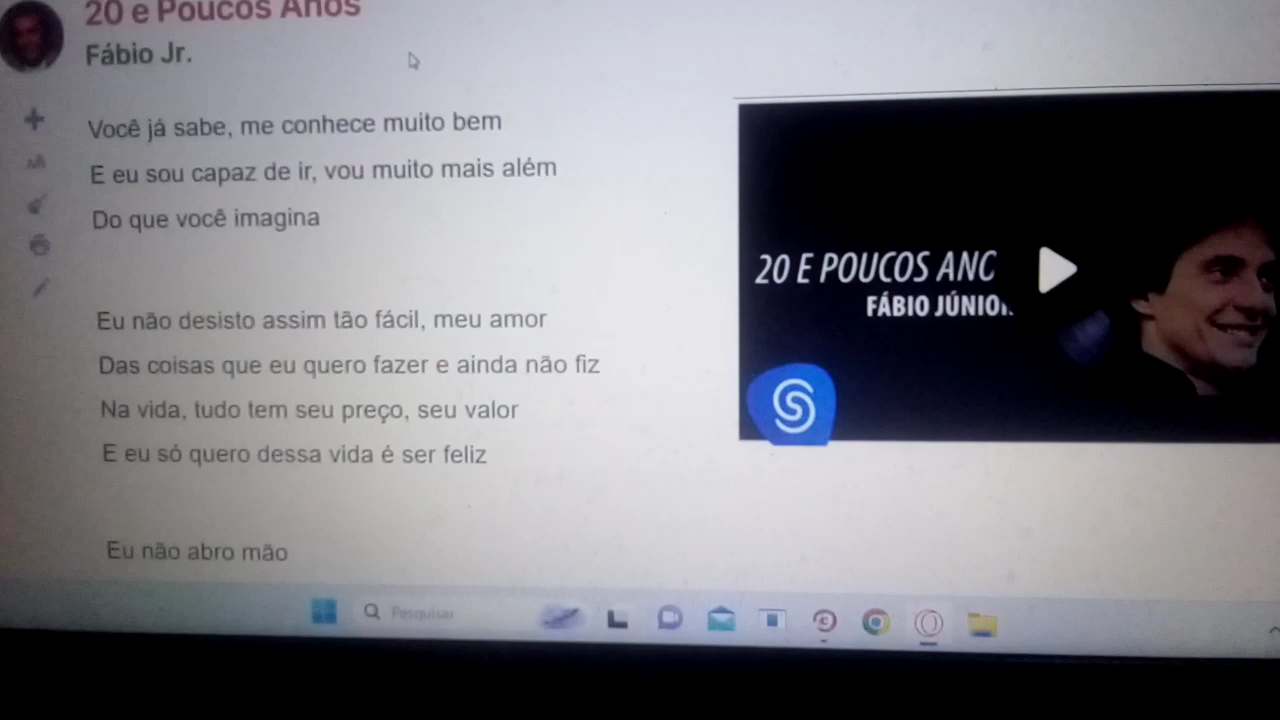 20 e Poucos Anos
Fábio Jr.
Você já sabe, me conhece muito bem
E eu sou capaz de ir, vou muito mais além
Do que você imagina
Eu não desisto assim tão fácil, meu amor
Das coisas que eu quero fazer e ainda não fiz
Na vida, tudo tem seu preço, seu valor
E eu só quero dessa vida é ser feliz
Eu não abro mão
20 E POUCOS ANC
FÁBIO JÚNIOR
Pesquisar